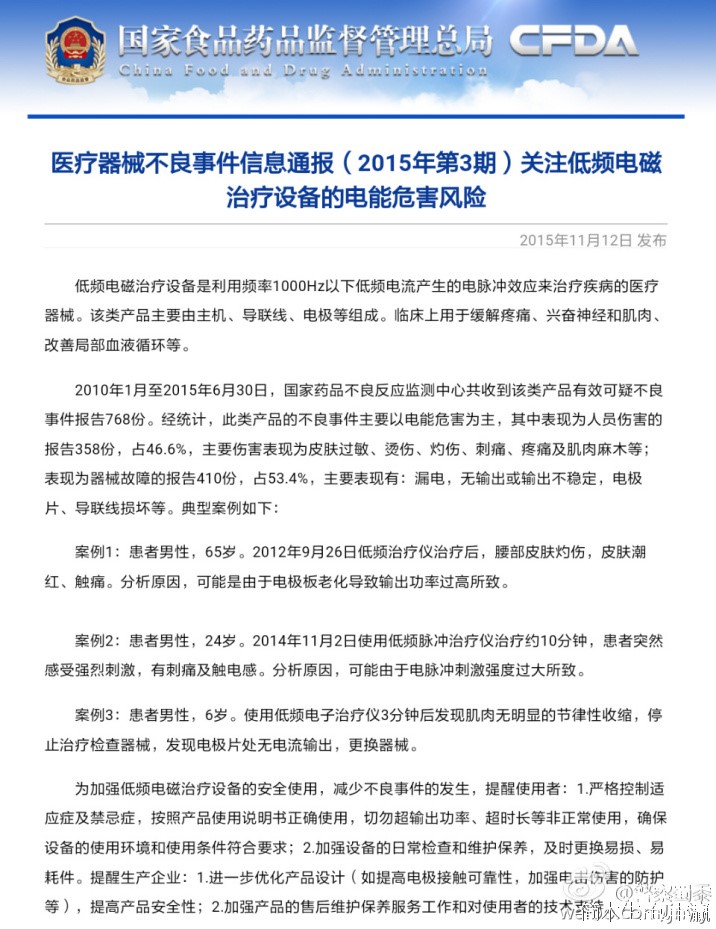 国家食品药品监督管理总局 CFDA
China Food and Drug Administration
医疗器械不良事件信息通报（2015年第3期）关注低频电磁
治疗设备的电能危害风险
2015年11月12日 发布
低频电磁治疗设备是利用频率1000Hz以下低频电流产生的电脉冲效应来治疗疾病的医疗
器械。该类产品主要由主机、导联线、电极等组成。临床上用于缓解疼痛、兴奋神经和肌肉、
改善局部血液循环等。
2010年1月至2015年6月30日，国家药品不良反应监测中心共收到该类产品有效可疑不良
事件报告768份。经统计，此类产品的不良事件主要以电能危害为主，其中表现为人员伤害的
报告358份，占46.6%，主要伤害表现为皮肤过敏、烫伤、灼伤、刺痛、疼痛及肌肉麻木等；
表现为器械故障的报告410份，占53.4%，主要表现有：漏电，无输出或输出不稳定，电极
片、导联线损坏等。典型案例如下：
案例1：患者男性，65岁。2012年9月26日低频治疗仪治疗后，腰部皮肤灼伤，皮肤潮
红、触痛。分析原因，可能是由于电极板老化导致输出功率过高所致。
案例2：患者男性，24岁。2014年11月2日使用低频脉冲治疗仪治疗约10分钟，患者突然
感受强烈刺激，有刺痛及触电感。分析原因，可能由于电脉冲刺激强度过大所致。
案例3：患者男性，6岁。使用低频电子治疗仪3分钟后发现肌肉无明显的节律性收缩，停
止治疗检查器械，发现电极片处无电流输出，更换器械。
为加强低频电磁治疗设备的安全使用，减少不良事件的发生，提醒使用者：1.严格控制适
应症及禁忌症，按照产品使用说明书正确使用，切勿超输出功率、超时长等非正常使用，确保
设备的使用环境和使用条件符合要求；2.加强设备的日常检查和维护保养，及时更换易损、易
耗件。提醒生产企业：1.进一步优化产品设计（如提高电极接触可靠性，加强电击伤害的防护
等），提高产品安全性；2.加强产品的售后维护保养服务工作和对使用者的技术支持